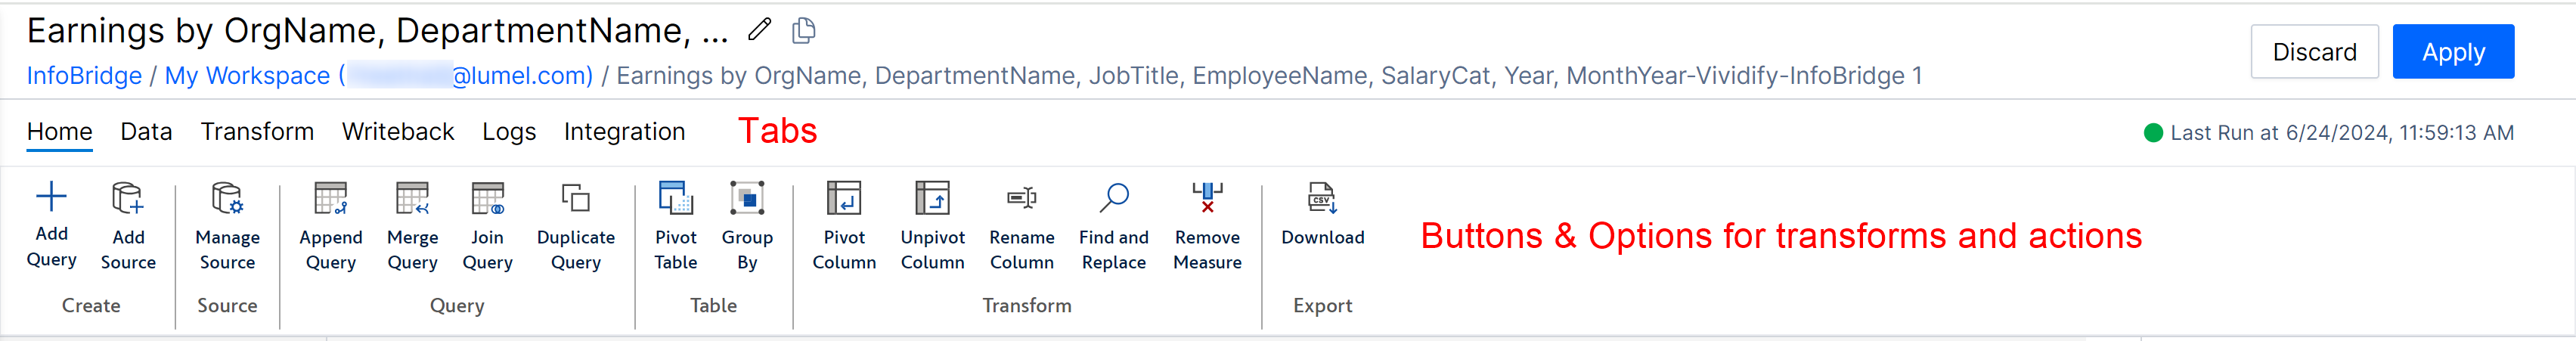 Earnings by OrgName, DepartmentName, ...
Discard
Apply
InfoBridge / My Workspace ( @lumel.com) / Earnings by OrgName, DepartmentName, JobTitle, EmployeeName, SalaryCat, Year, MonthYear-Vividify-InfoBridge 1
Home Data Transform Writeback Logs Integration
Tabs
Last Run at 6/24/2024, 11:59:13 AM
Add Query
Add Source
Create
Manage Source
Source
Append Query
Merge Query
Join Query
Duplicate Query
Query
Pivot Table
Group By
Table
Pivot Column
Unpivot Column
Rename Column
Find and Replace
Remove Measure
Transform
CSV
Download
Export
Buttons & Options for transforms and actions